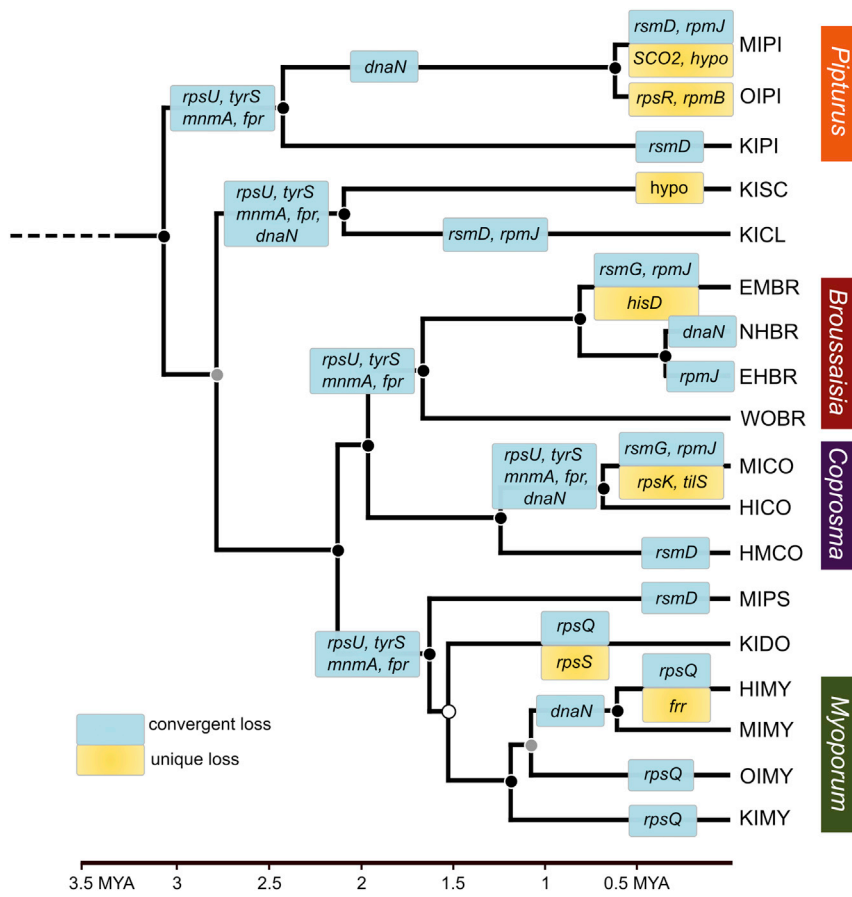 rsmD, rpmJ
MIPI
SCO2, hypo
dnaN
rpsU, tyrS
mnmA, fpr
rpsR, rpmB
OIPI
rsmD
KIPI
Pipturus
rpsU, tyrS
mnmA, fpr,
dnaN
hypo
KISC
rsmD, rpmJ
KICL
rsmG, rpmJ
EMBR
hisD
dnaN
NHBR
rpsU, tyrS
mnmA, fpr
rpmJ
EHBR
WOBR
Broussaisia
rpsU, tyrS
mnmA, fpr,
dnaN
rsmG, rpmJ
MICO
rpsK, tilS
HICO
rsmD
HMCO
Coprosma
rsmD
MIPS
rpsU, tyrS
mnmA, fpr
rpsQ
KIDO
rpsS
rpsQ
HIMY
frr
dnaN
MIMY
rpsQ
OIMY
rpsQ
KIMY
Myoporum
convergent loss
unique loss
3.5 MYA 3 2.5 2 1.5 1 0.5 MYA